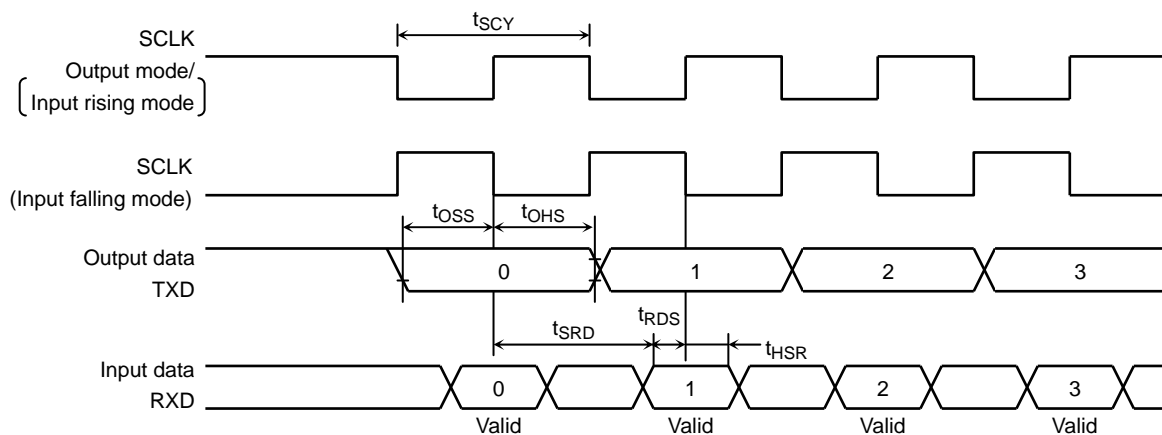 tSCY
SCLK
Output mode/
Input rising mode
SCLK
(Input falling mode)
tOSS tOHS
Output data
TXD
0 1 2 3
tSRD tRDS tHSR
Input data
RXD
0 1 2 3
Valid Valid Valid Valid